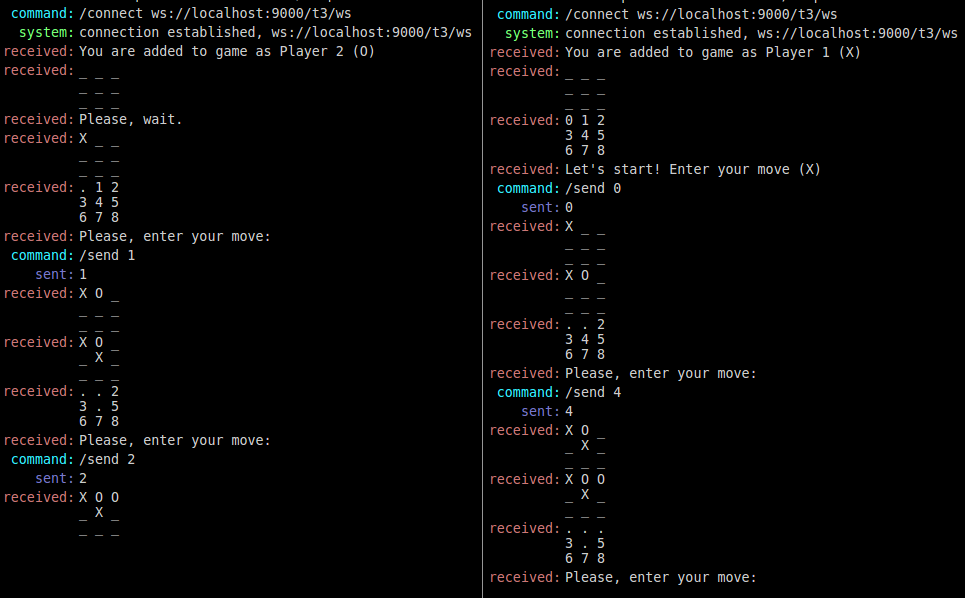 command: /connect ws://localhost:9000/t3/ws
system: connection established, ws://localhost:9000/t3/ws
received: You are added to game as Player 2 (O)
received: _ _ _
_ _ _
_ _ _
received: Please, wait.
received: X _ _
_ _ _
_ _ _
received: . 1 2
3 4 5
6 7 8
received: Please, enter your move:
command: /send 1
sent: 1
received: X O _
_ _ _
_ _ _
received: X O _
_ X _
_ _ _
received: . . 2
3 . 5
6 7 8
received: Please, enter your move:
command: /send 2
sent: 2
received: X O O
_ X _
_ _ _
command: /connect ws://localhost:9000/t3/ws
system: connection established, ws://localhost:9000/t3/ws
received: You are added to game as Player 1 (X)
received: _ _ _
_ _ _
_ _ _
received: 0 1 2
3 4 5
6 7 8
received: Let's start! Enter your move (X)
command: /send 0
sent: 0
received: X _ _
_ _ _
_ _ _
received: X O _
_ _ _
_ _ _
received: . . 2
3 4 5
6 7 8
received: Please, enter your move:
command: /send 4
sent: 4
received: X O _
_ X _
_ _ _
received: X O O
_ X _
_ _ _
received: . . .
3 . 5
6 7 8
received: Please, enter your move: